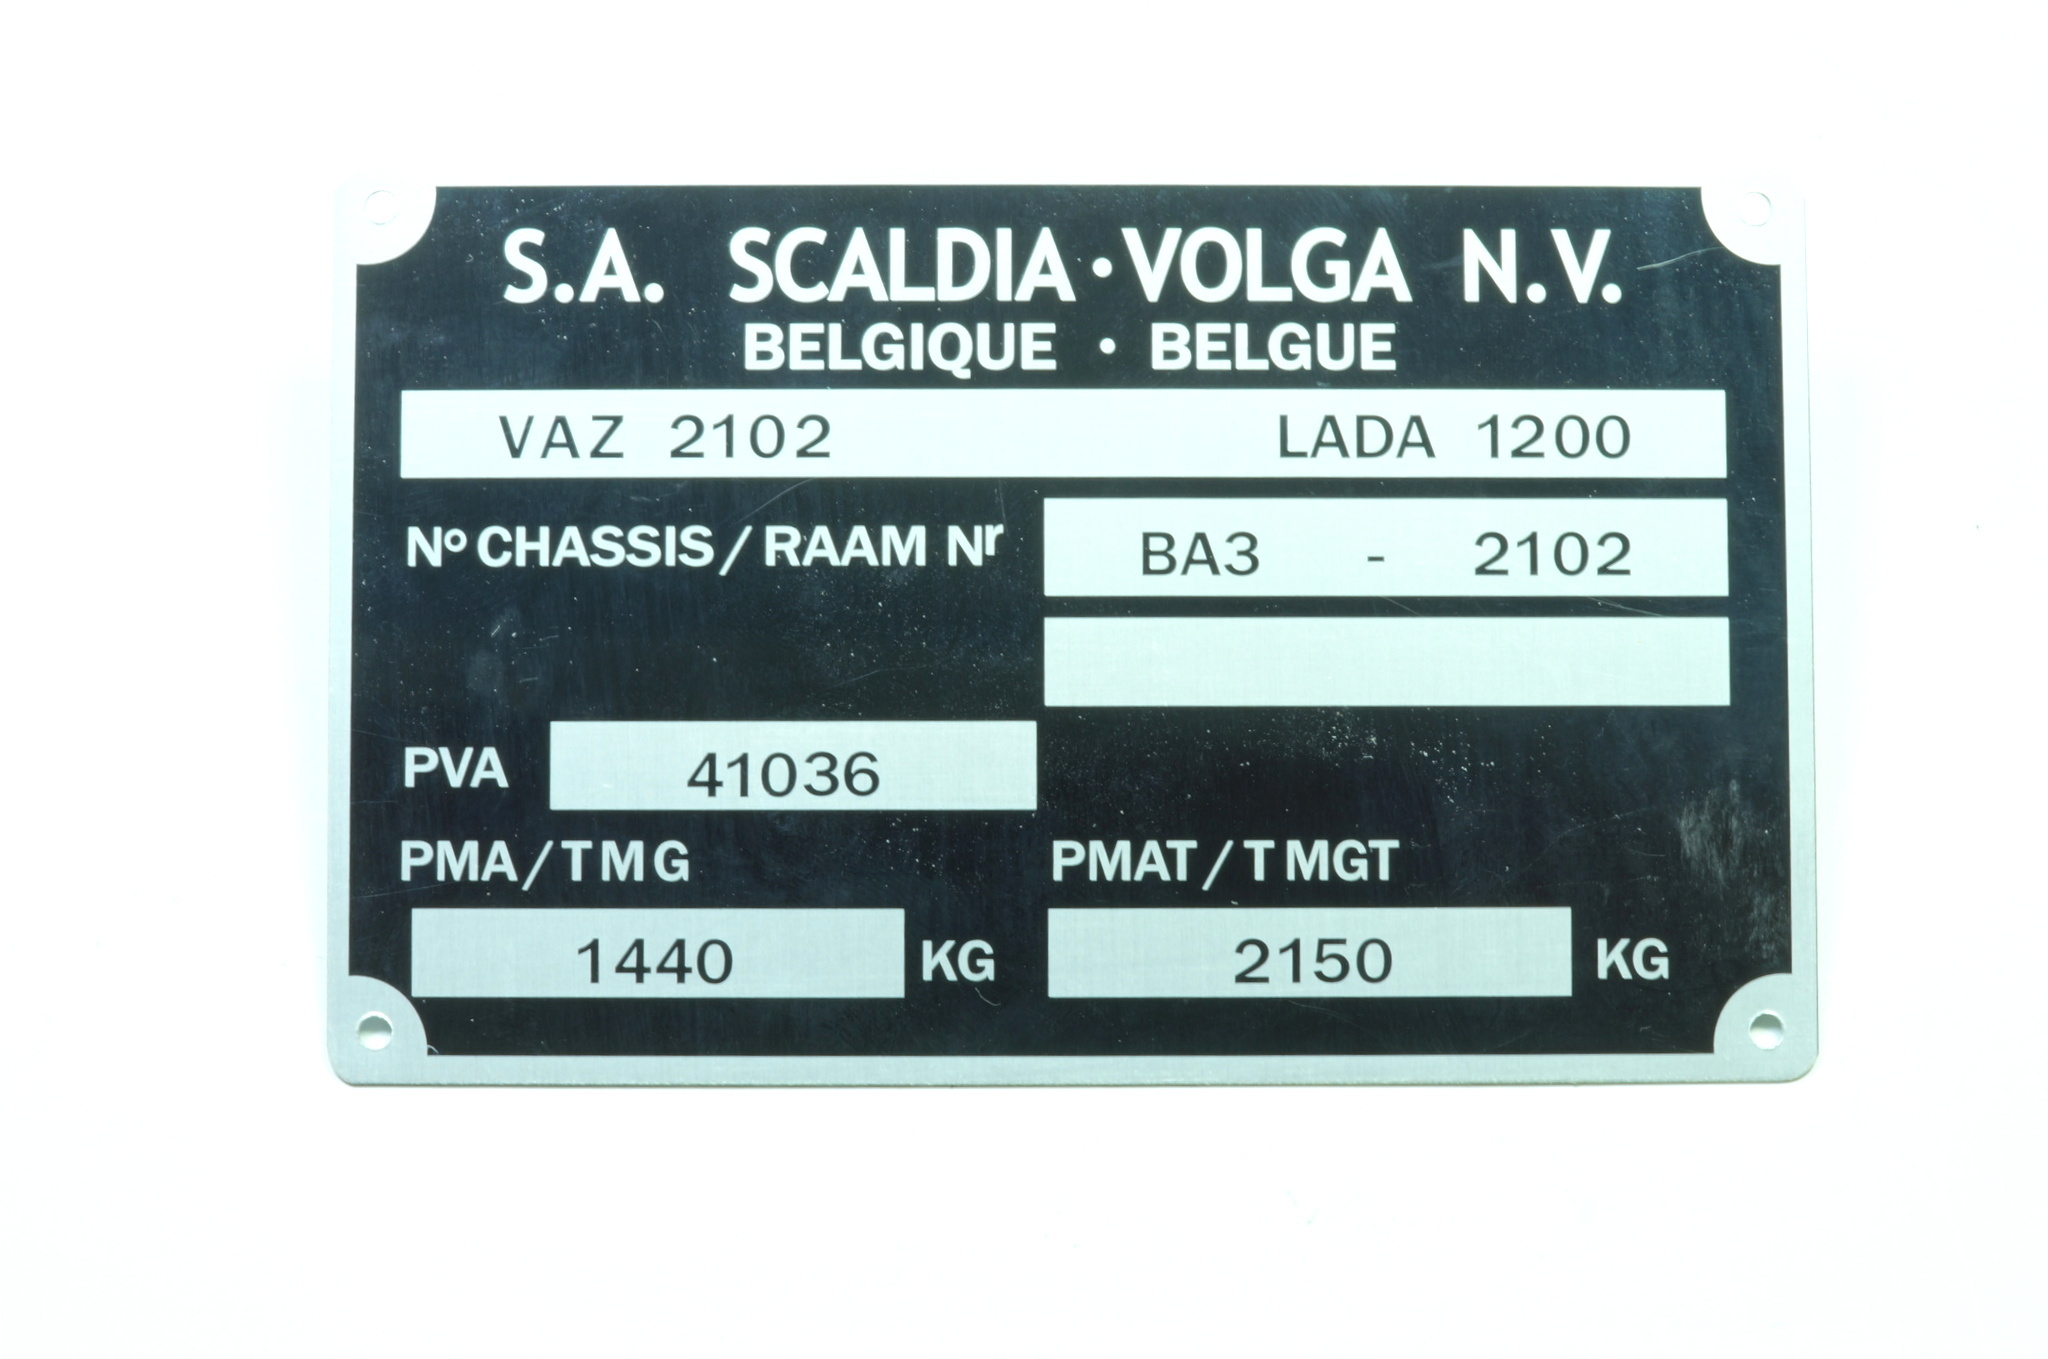 S.A. SCALDIA·VOLGA N.V.
BELGIQUE · BELGUE
VAZ 2102 LADA 1200
Nº CHASSIS/RAAM Nr BA3 - 2102
PVA 41036
PMA/TMG PMAT/TMGT
1440 KG 2150 KG